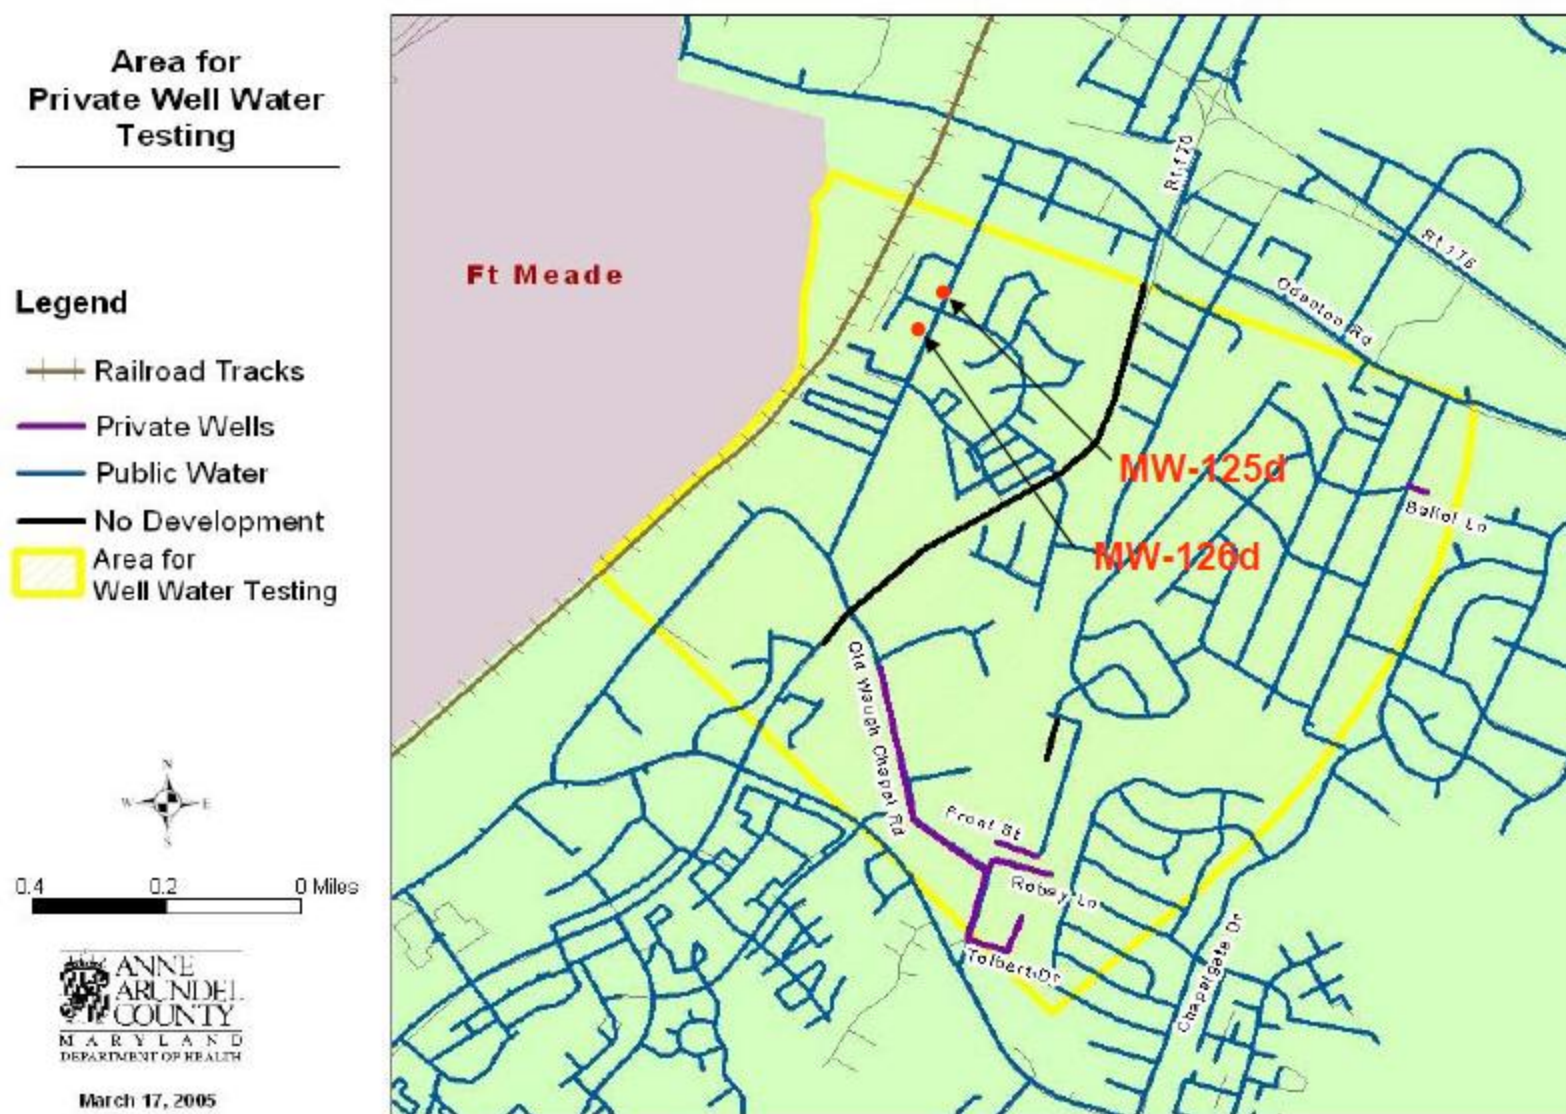 Area for
Private Well Water
Testing
Legend
Railroad Tracks
Private Wells
Public Water
No Development
Area for
Well Water Testing
N
W
E
S
0.4
0.2
0 Miles
ANNE
ARUNDEL
COUNTY
MARYLAND
DEPARTMENT OF HEALTH
March 17, 2005
Ft Meade
Rt 170
Rt 175
Odenton Rd
MW-125d
MW-126d
Ballol Ln
Old Waugh Chapel Rd
Frost St
Robey Ln
Tolbert Dr
Chapelgate Dr